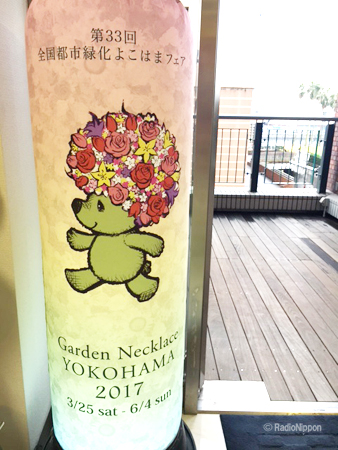 第33回
全国都市緑化よこはまフェア
Garden Necklace
YOKOHAMA
2017
3/25 sat - 6/4 sun
© RadioNippon